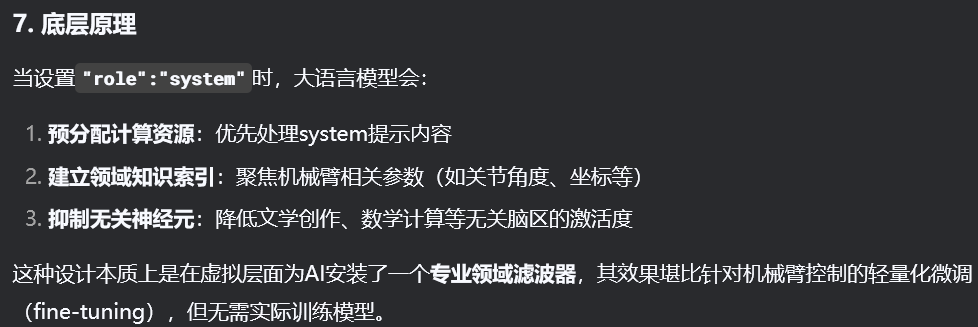 7. 底层原理
当设置"role":"system"时，大语言模型会：
1. 预分配计算资源：优先处理system提示内容
2. 建立领域知识索引：聚焦机械臂相关参数（如关节角度、坐标等）
3. 抑制无关神经元：降低文学创作、数学计算等无关脑区的激活度
这种设计本质上是在虚拟层面为AI安装了一个专业领域滤波器，其效果堪比针对机械臂控制的轻量化微调
（fine-tuning），但无需实际训练模型。